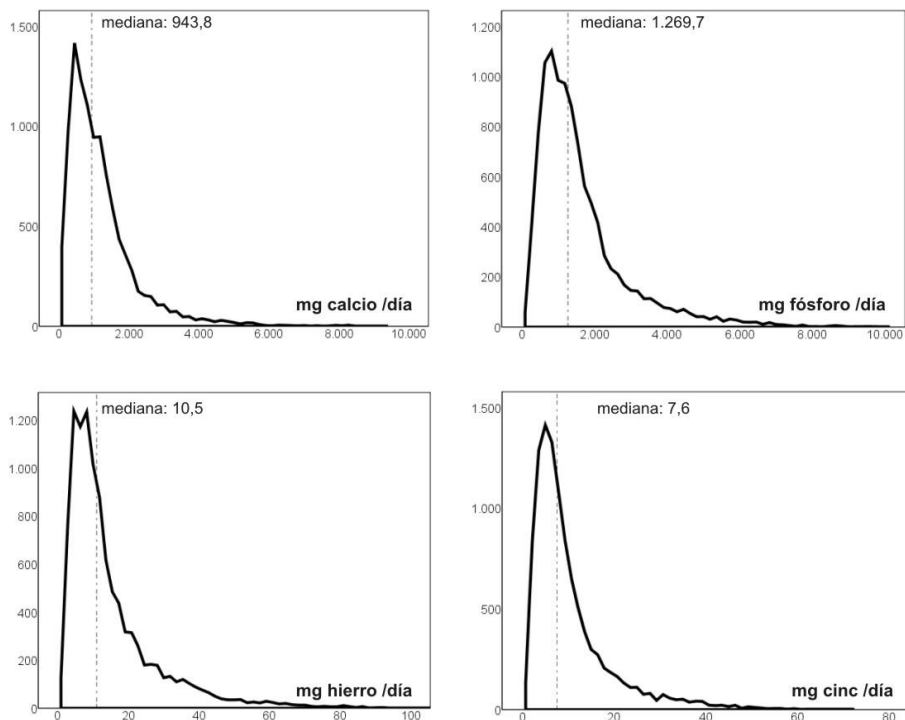 mediana: 943,8
1.500
1.000
500
0
mg calcio /día
0 2.000 4.000 6.000 8.000 10.000
mediana: 1.269,7
1.200
1.000
800
600
400
200
0
mg fósforo /día
0 2.000 4.000 6.000 8.000 10.000
mediana: 10,5
1.200
1.000
800
600
400
200
0
mg hierro /día
0 20 40 60 80 100
mediana: 7,6
1.500
1.000
500
0
mg cinc /día
0 20 40 60 80